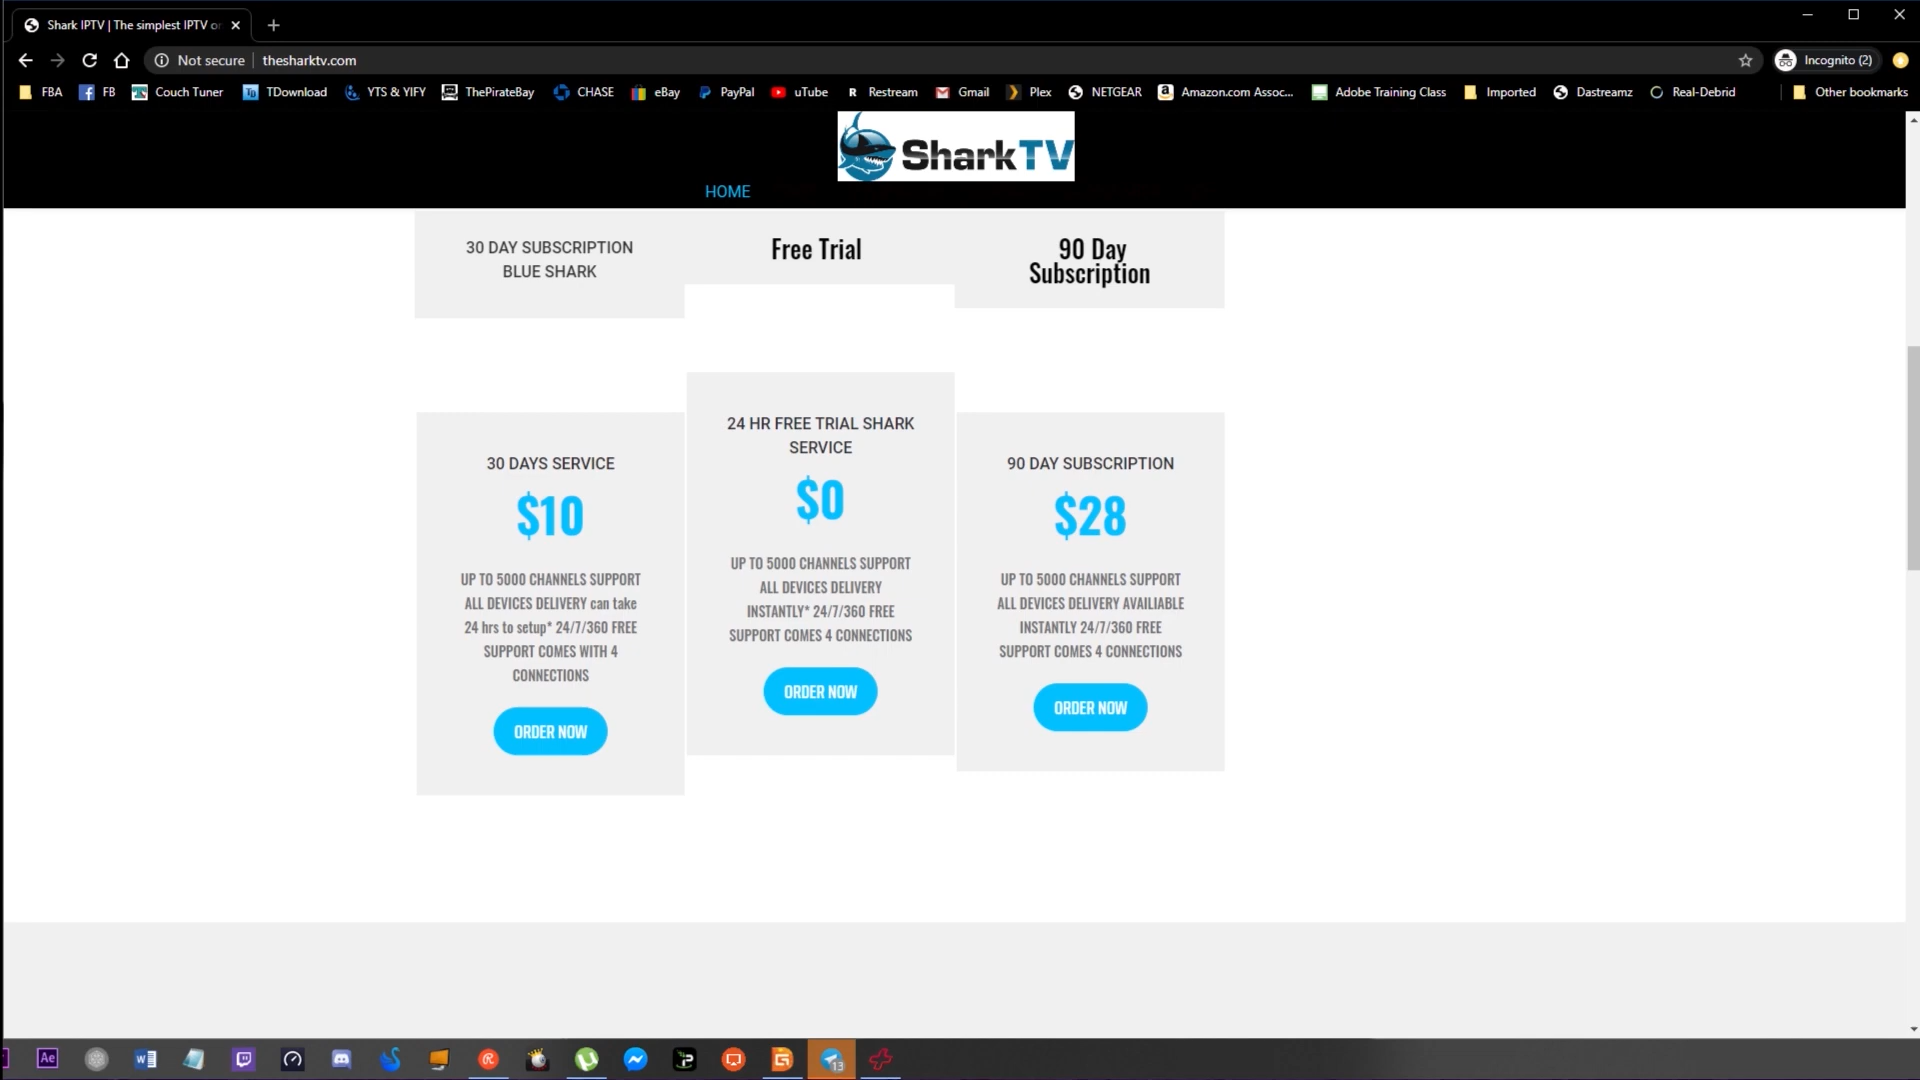 Shark IPTV | The simplest IPTV or
Not secure
thesharktv.com
Incognito (2)
FBA
FB
Couch Tuner
TDownload
YTS & YIFY
ThePirateBay
CHASE
eBay
PayPal
uTube
Restream
Gmail
Plex
NETGEAR
Amazon.com Assoc...
Adobe Training Class
Imported
Dastreamz
Real-Debrid
Other bookmarks
SharkTV
HOME
30 DAY SUBSCRIPTION
BLUE SHARK
Free Trial
90 Day
Subscription
30 DAYS SERVICE
$10
UP TO 5000 CHANNELS SUPPORT
ALL DEVICES DELIVERY can take
24 hrs to setup* 24/7/360 FREE
SUPPORT COMES WITH 4
CONNECTIONS
ORDER NOW
24 HR FREE TRIAL SHARK
SERVICE
$0
UP TO 5000 CHANNELS SUPPORT
ALL DEVICES DELIVERY
INSTANTLY* 24/7/360 FREE
SUPPORT COMES 4 CONNECTIONS
ORDER NOW
90 DAY SUBSCRIPTION
$28
UP TO 5000 CHANNELS SUPPORT
ALL DEVICES DELIVERY AVAILIABLE
INSTANTLY 24/7/360 FREE
SUPPORT COMES 4 CONNECTIONS
ORDER NOW
Ae
13